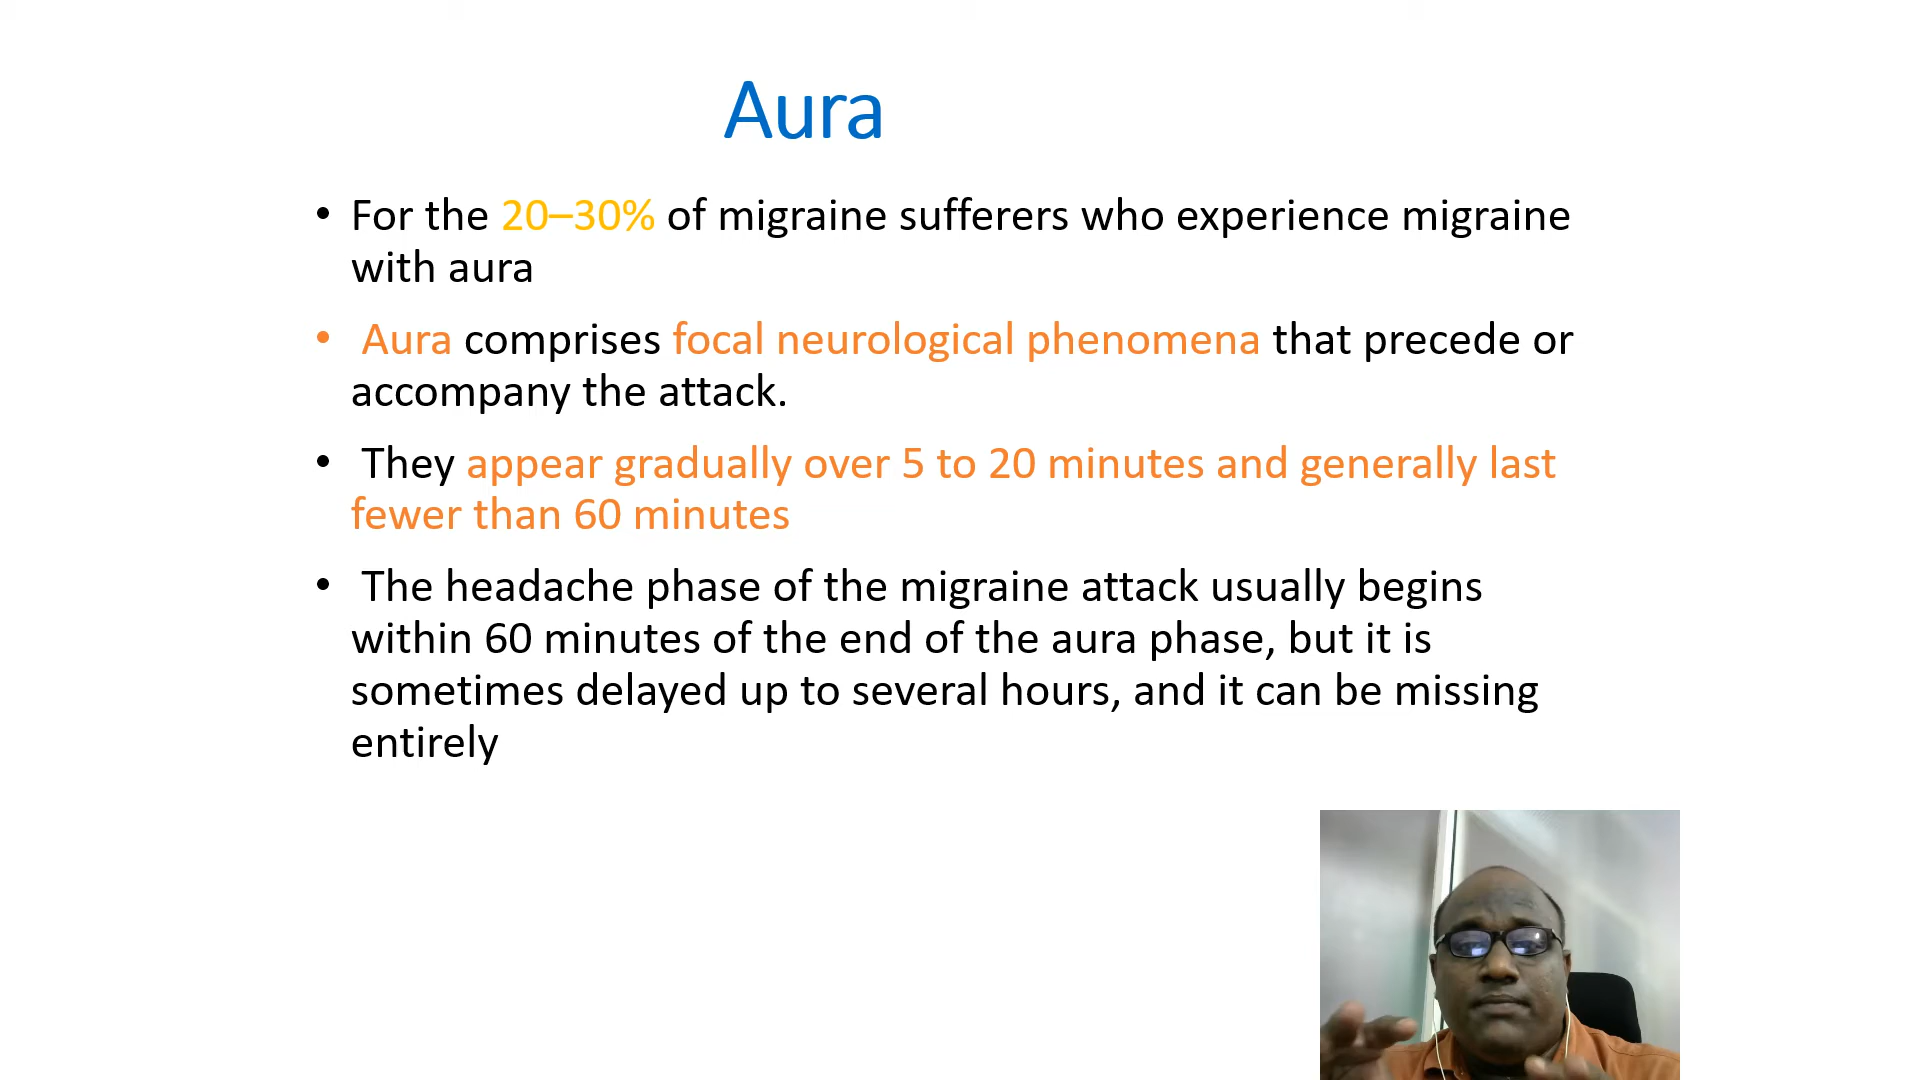 Aura
• For the 20–30% of migraine sufferers who experience migraine
with aura
• Aura comprises focal neurological phenomena that precede or
accompany the attack.
• They appear gradually over 5 to 20 minutes and generally last
fewer than 60 minutes
• The headache phase of the migraine attack usually begins
within 60 minutes of the end of the aura phase, but it is
sometimes delayed up to several hours, and it can be missing
entirely